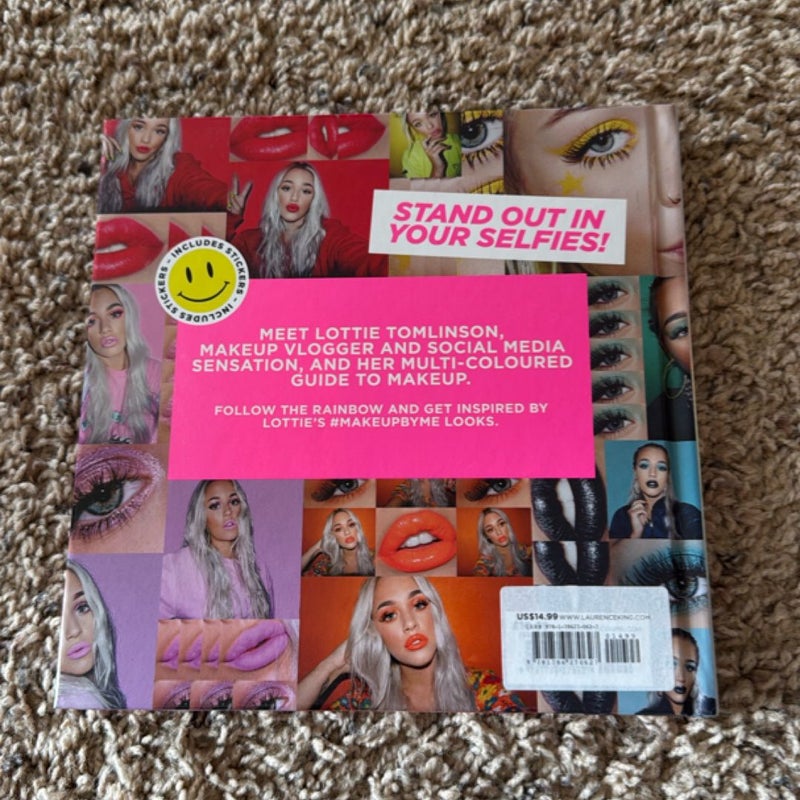 STAND OUT IN
YOUR SELFIES!
- INCLUDES STICKERS - INCLUDES STICKERS
MEET LOTTIE TOMLINSON,
MAKEUP VLOGGER AND SOCIAL MEDIA
SENSATION, AND HER MULTI-COLOURED
GUIDE TO MAKEUP.
FOLLOW THE RAINBOW AND GET INSPIRED BY
LOTTIE'S #MAKEUPBYME LOOKS.
US$14.99 WWW.LAURENCEKING.COM
01499